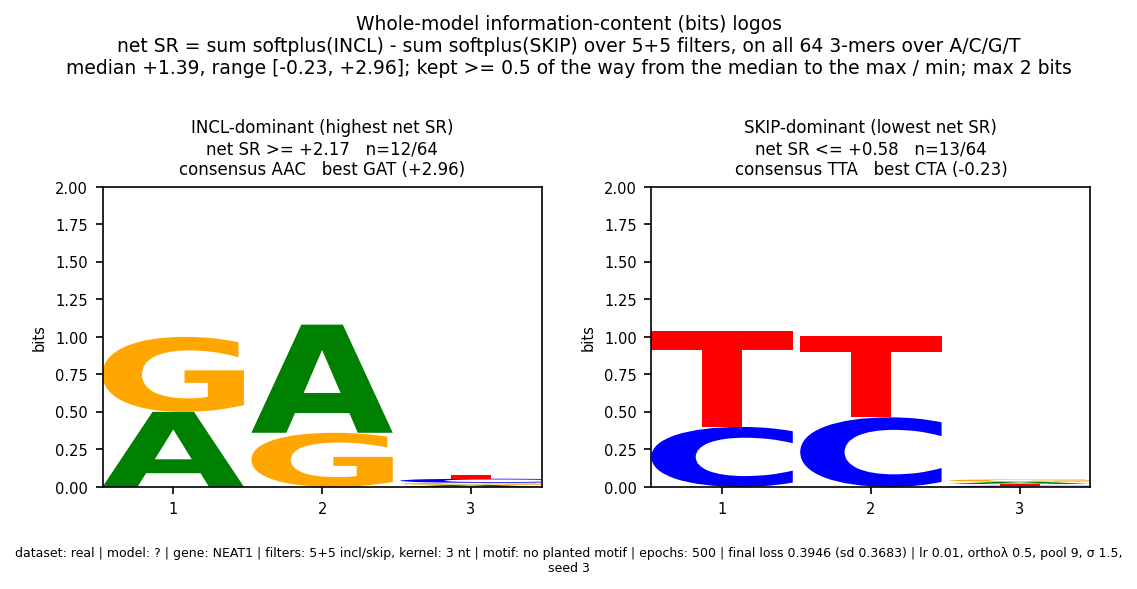 Whole-model information-content (bits) logos
net SR = sum softplus(INCL) - sum softplus(SKIP) over 5+5 filters, on all 64 3-mers over A/C/G/T
median +1.39, range [-0.23, +2.96]; kept >= 0.5 of the way from the median to the max / min; max 2 bits
INCL-dominant (highest net SR)
net SR >= +2.17   n=12/64
consensus AAC   best GAT (+2.96)
2.00
1.75
1.50
1.25
1.00
0.75
0.50
0.25
0.00
bits
G
A
A
G
1
2
3
SKIP-dominant (lowest net SR)
net SR <= +0.58   n=13/64
consensus TTA   best CTA (-0.23)
2.00
1.75
1.50
1.25
1.00
0.75
0.50
0.25
0.00
bits
T
C
T
C
1
2
3
dataset: real | model: ? | gene: NEAT1 | filters: 5+5 incl/skip, kernel: 3 nt | motif: no planted motif | epochs: 500 | final loss 0.3946 (sd 0.3683) | lr 0.01, orthoλ 0.5, pool 9, σ 1.5,
seed 3